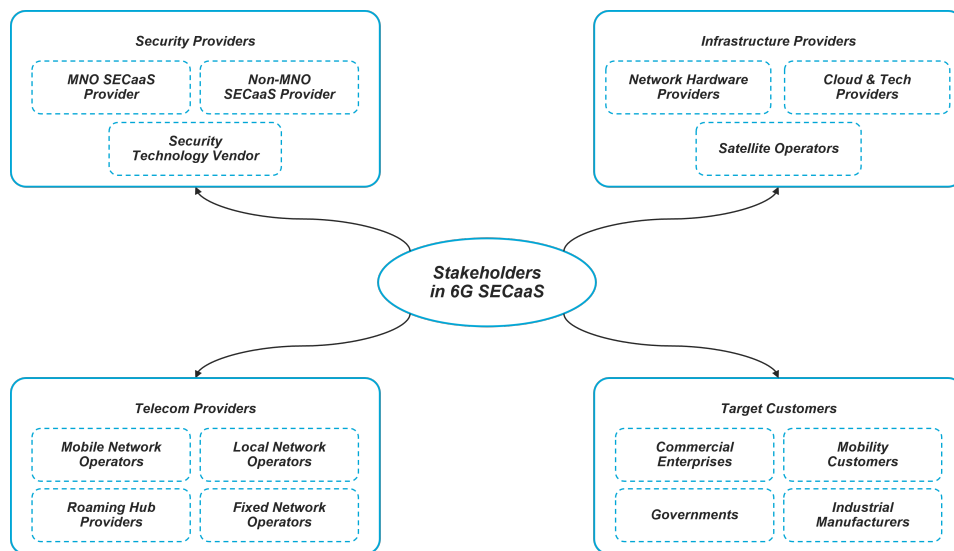 Security Providers
MNO SECaaS
Provider
Non-MNO
SECaaS Provider
Security
Technology Vendor
Infrastructure Providers
Network Hardware
Providers
Cloud & Tech
Providers
Satellite Operators
Stakeholders
in 6G SECaaS
Telecom Providers
Mobile Network
Operators
Local Network
Operators
Roaming Hub
Providers
Fixed Network
Operators
Target Customers
Commercial
Enterprises
Mobility
Customers
Governments
Industrial
Manufacturers